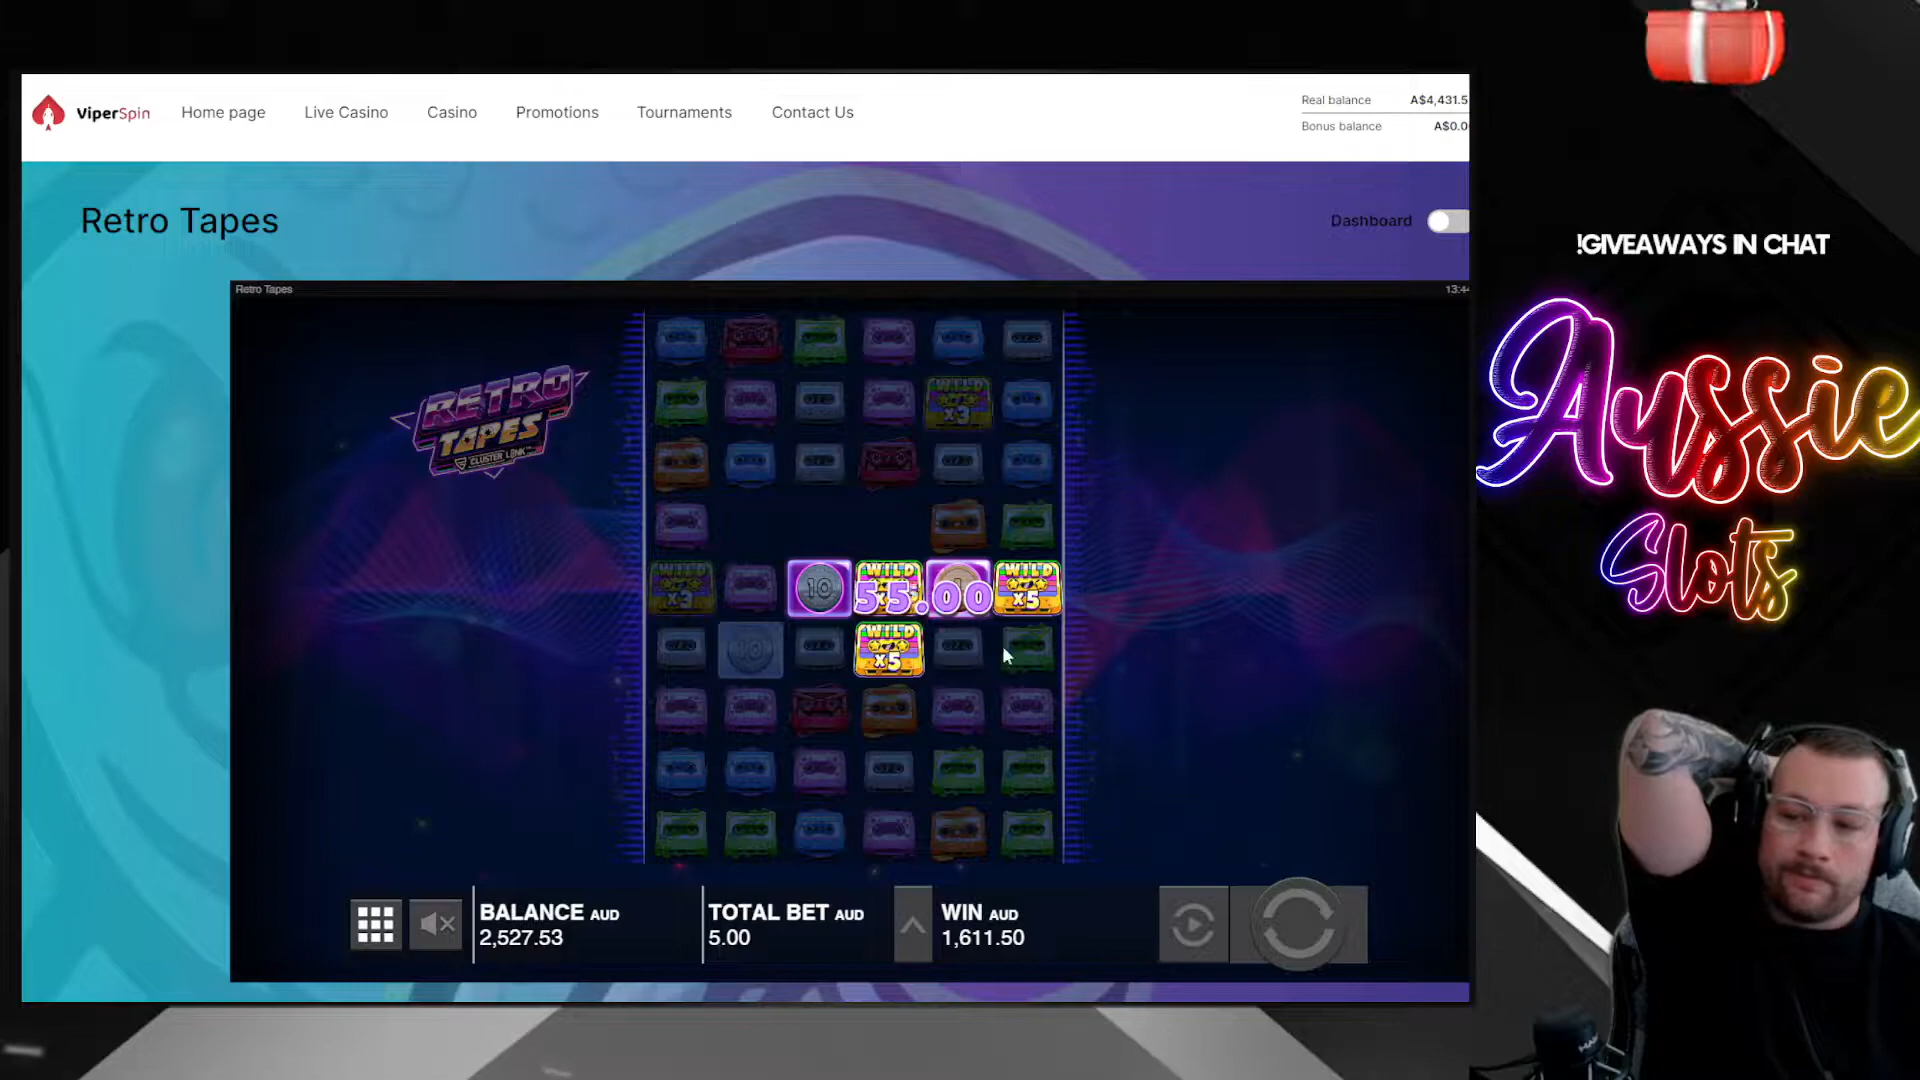 ViperSpin Home page Live Casino Casino Promotions Tournaments Contact Us
Real balance A$4,431.5
Bonus balance A$0.0
Retro Tapes
Dashboard
Retro Tapes
13:44
RETRO
TAPES
CLUSTER LINK
WILD
x3
WILD
x3
10
WILD
55.00
WILD
x5
10
WILD
x5
BALANCE AUD
2,527.53
TOTAL BET AUD
5.00
WIN AUD
1,611.50
!GIVEAWAYS IN CHAT
Aussie
Slots